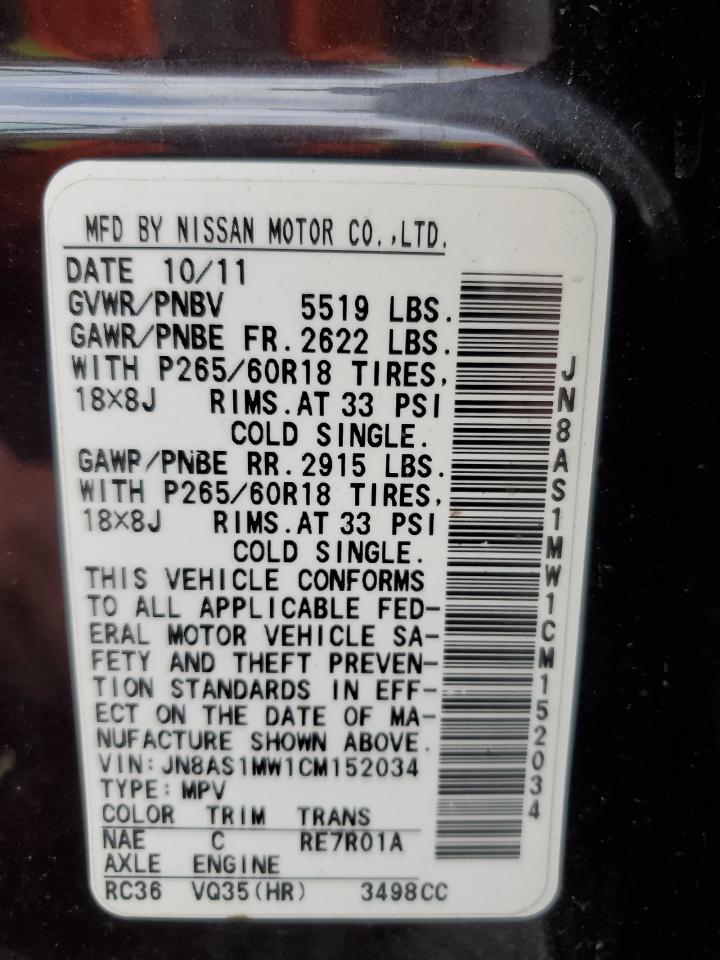 MFD BY NISSAN MOTOR CO.,LTD.
DATE 10/11
GVWR/PNBV 5519 LBS.
GAWR/PNBE FR. 2622 LBS.
WITH P265/60R18 TIRES,
18X8J RIMS. AT 33 PSI
COLD SINGLE.
GAWR/PNBE RR. 2915 LBS.
WITH P265/60R18 TIRES,
18X8J RIMS. AT 33 PSI
COLD SINGLE.
THIS VEHICLE CONFORMS
TO ALL APPLICABLE FED-
ERAL MOTOR VEHICLE SA-
FETY AND THEFT PREVEN-
TION STANDARDS IN EFF-
ECT ON THE DATE OF MA-
NUFACTURE SHOWN ABOVE.
VIN: JN8AS1MW1CM152034
TYPE: MPV
COLOR TRIM TRANS
NAE C RE7R01A
AXLE ENGINE
RC36 VQ35(HR) 3498CC
JN8AS1MW1CM152034